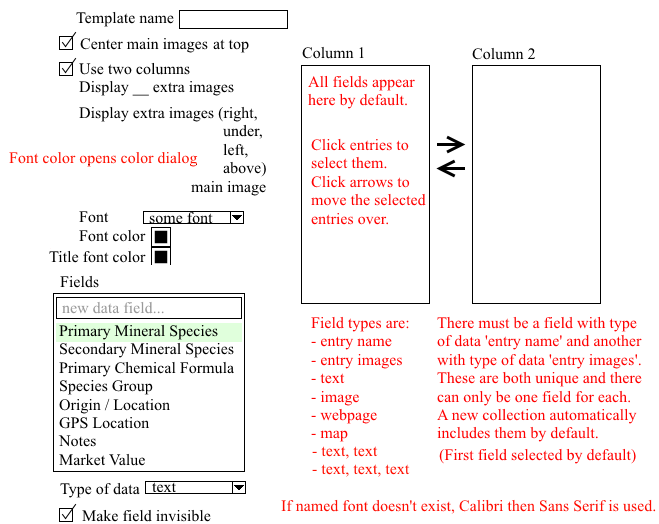 Template name
Center main images at top
Use two columns
Display __ extra images
Display extra images (right,
under,
left,
above)
main image
Font color opens color dialog
Font some font
Font color
Title font color
Fields
new data field...
Primary Mineral Species
Secondary Mineral Species
Primary Chemical Formula
Species Group
Origin / Location
GPS Location
Notes
Market Value
Type of data text
Make field invisible
Column 1
All fields appear
here by default.
Click entries to
select them.
Click arrows to
move the selected
entries over.
Column 2
Field types are:
- entry name
- entry images
- text
- image
- webpage
- map
- text, text
- text, text, text
There must be a field with type
of data 'entry name' and another
with type of data 'entry images'.
These are both unique and there
can only be one field for each.
A new collection automatically
includes them by default.
(First field selected by default)
If named font doesn't exist, Calibri then Sans Serif is used.